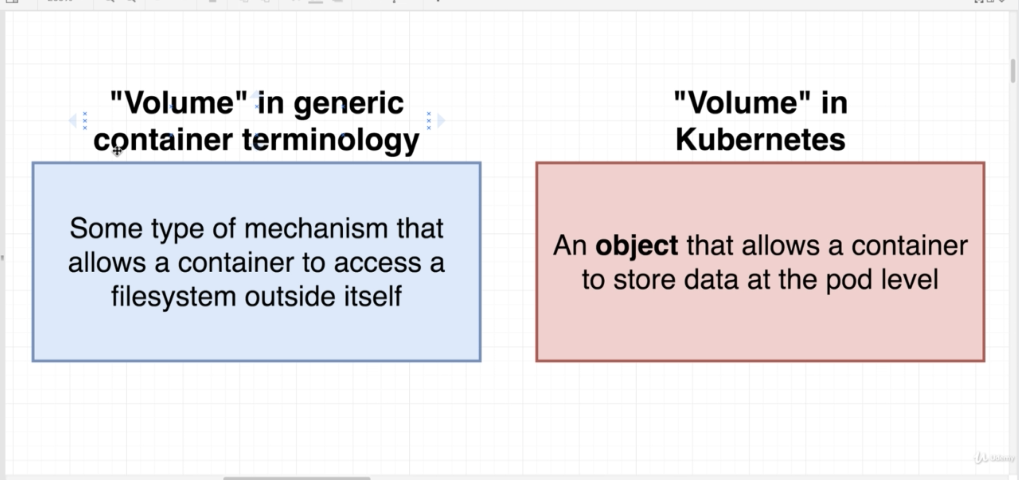 "Volume" in generic
container terminology
Some type of mechanism that
allows a container to access a
filesystem outside itself
"Volume" in
Kubernetes
An object that allows a container
to store data at the pod level
Udemy